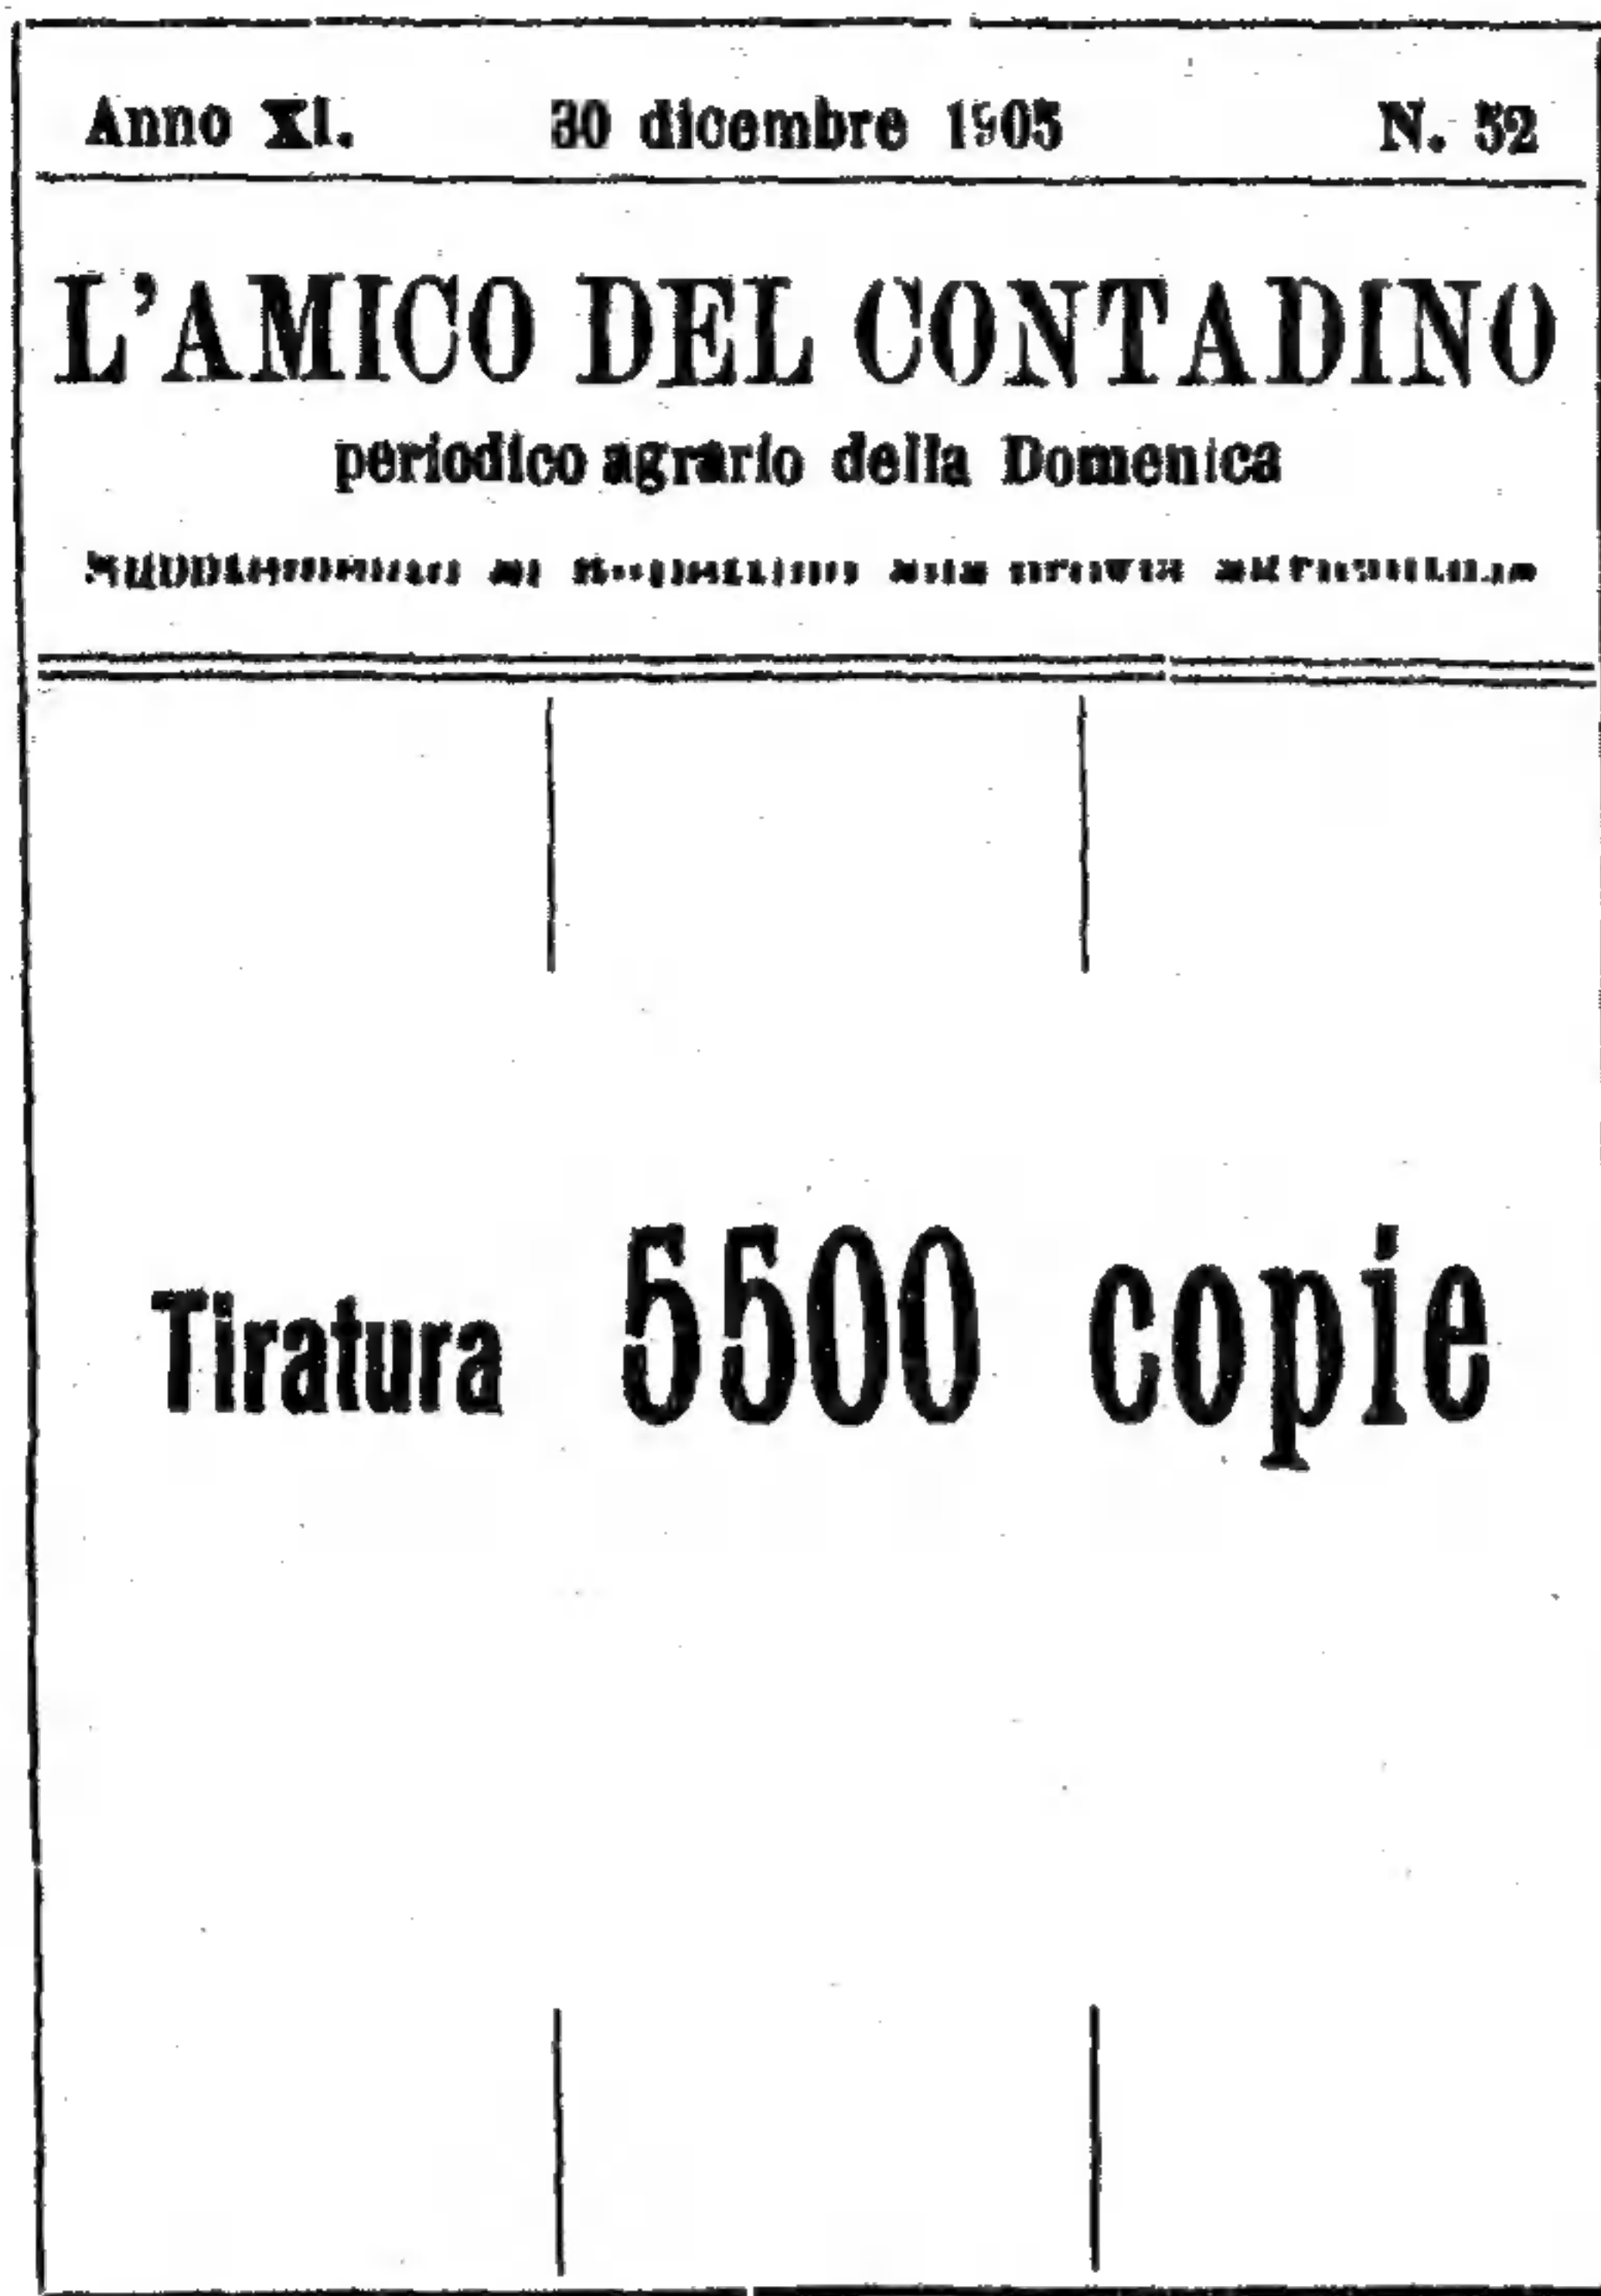 Anno XI. 30 dicembre 1905 N. 52
L'AMICO DEL CONTADINO
periodico agrario della Domenica
Tiratura 5500 copie